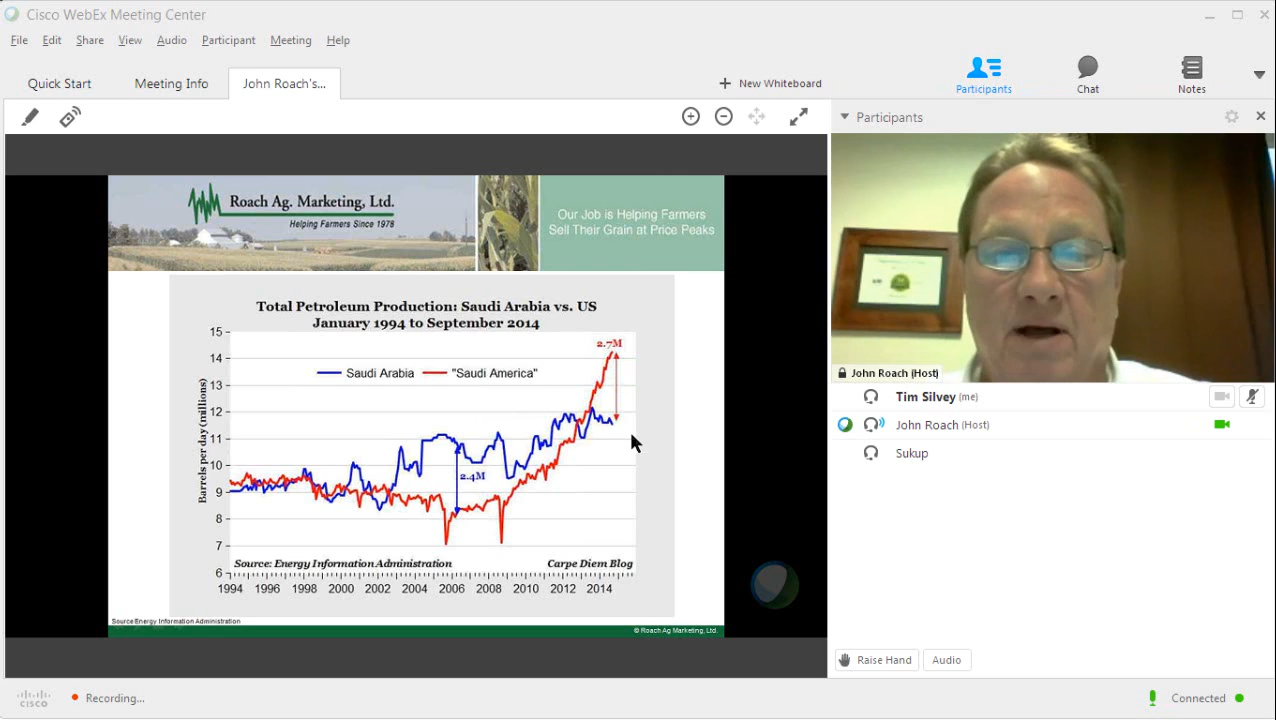 Cisco WebEx Meeting Center
File Edit Share View Audio Participant Meeting Help
Quick Start Meeting Info John Roach's... New Whiteboard
Participants Chat Notes
Participants
Roach Ag. Marketing, Ltd.
Helping Farmers Since 1978
Our Job is Helping Farmers
Sell Their Grain at Price Peaks
Total Petroleum Production: Saudi Arabia vs. US
January 1994 to September 2014
Barrels per day (millions)
15
14
13
12
11
10
9
8
7
6
2.7M
Saudi Arabia "Saudi America"
2.4M
Source: Energy Information Administration Carpe Diem Blog
1994 1996 1998 2000 2002 2004 2006 2008 2010 2012 2014
Source Energy Information Administration
© Roach Ag Marketing, Ltd.
John Roach (Host)
Tim Silvey (me)
John Roach (Host)
Sukup
Raise Hand Audio
cisco Recording... Connected